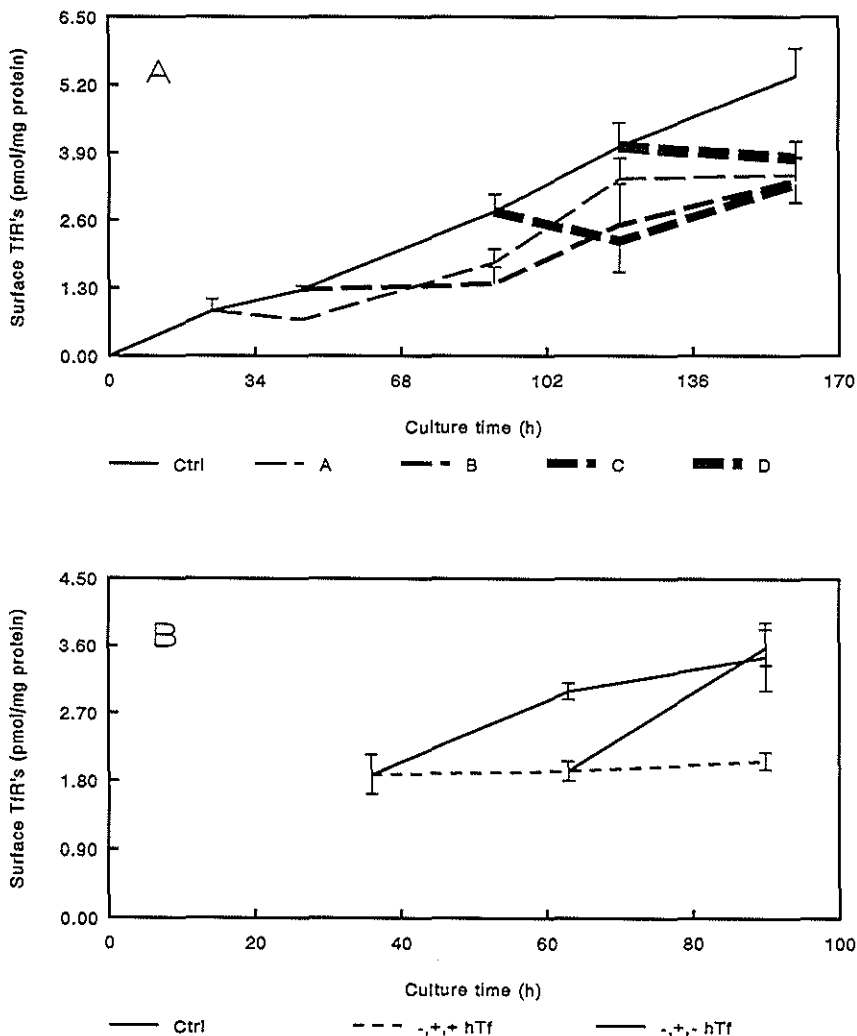 A
Surface TfR's (pmol/mg protein)
6.50
5.20
3.90
2.60
1.30
0.00
0 34 68 102 136 170
Culture time (h)
Ctrl A B C D
B
Surface TfR's (pmol/mg protein)
4.50
3.60
2.70
1.80
0.90
0.00
0 20 40 60 80 100
Culture time (h)
Ctrl -,+,+ hTf -,+,- hTf